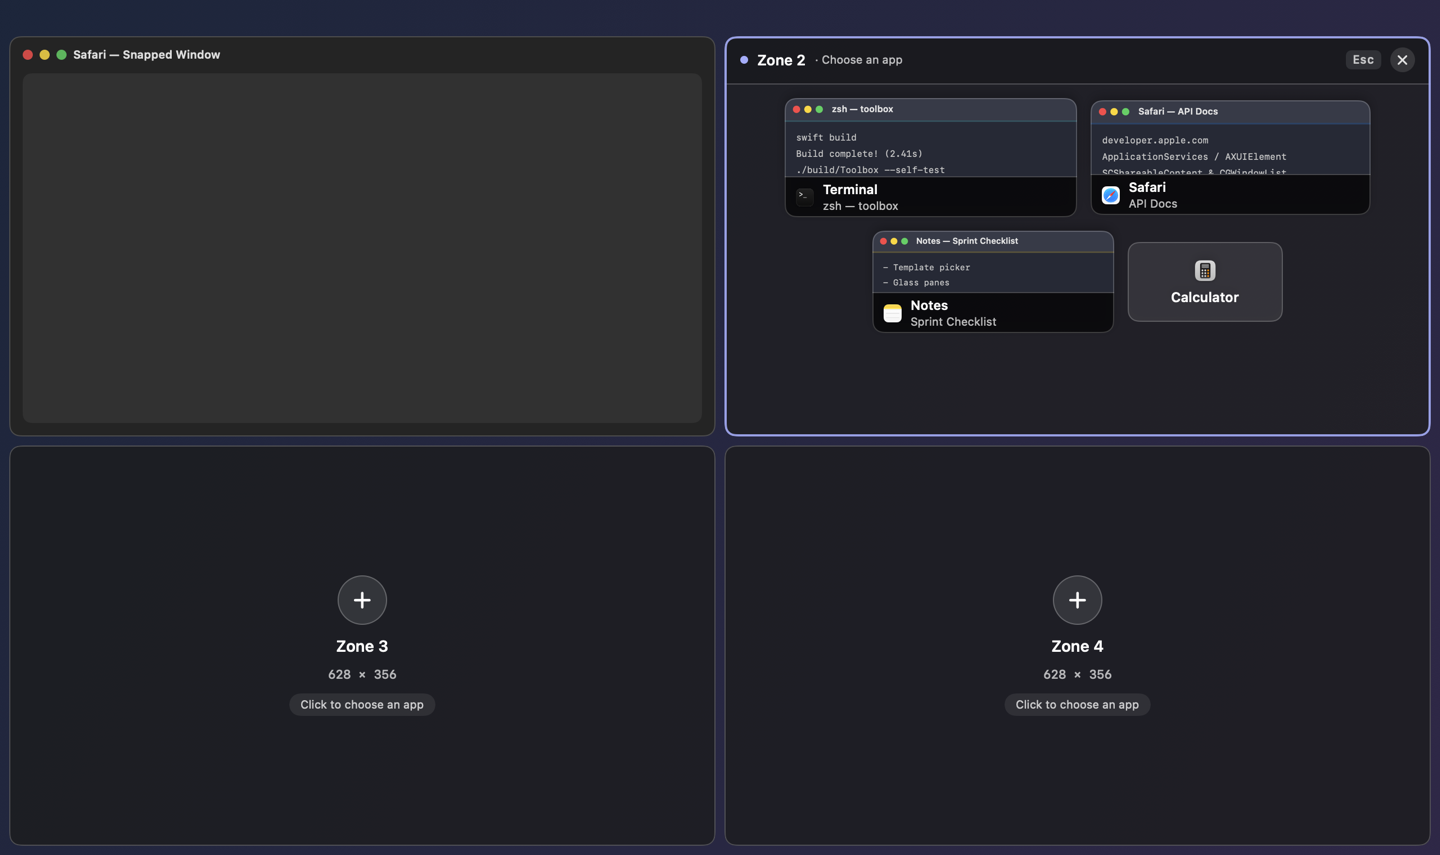 Safari — Snapped Window
Zone 2 · Choose an app
Esc
zsh — toolbox
swift build
Build complete! (2.41s)
./build/Toolbox --self-test
Terminal
zsh — toolbox
Safari — API Docs
developer.apple.com
ApplicationServices / AXUIElement
SCShareableContent & CGWindowList
Safari
API Docs
Notes — Sprint Checklist
– Template picker
– Glass panes
Notes
Sprint Checklist
Calculator
Zone 3
628 × 356
Click to choose an app
Zone 4
628 × 356
Click to choose an app